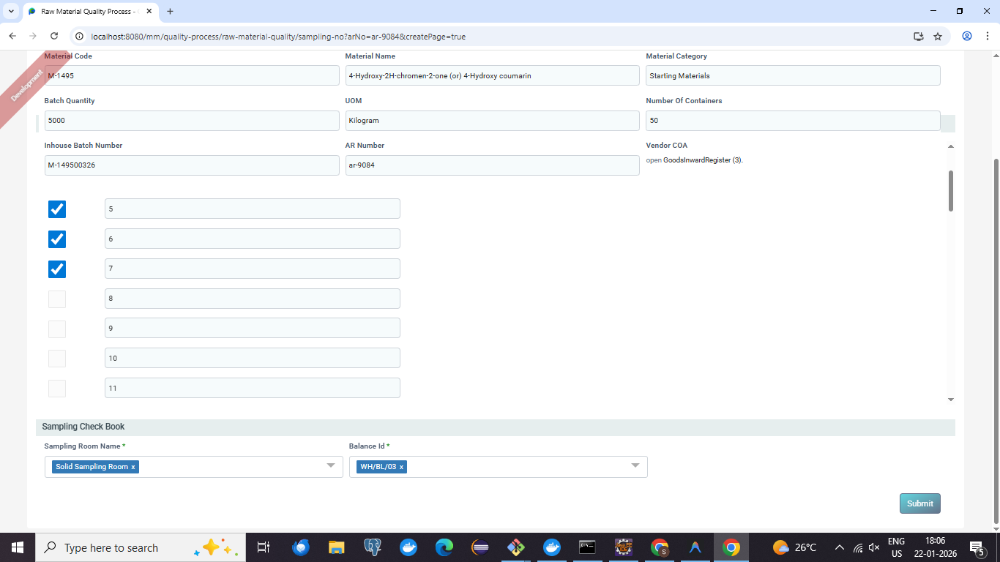 Raw Material Quality Process -
localhost:8080/mm/quality-process/raw-material-quality/sampling-no?arNo=ar-9084&createPage=true
Development
Material Code
Material Name
Material Category
M-1495
4-Hydroxy-2H-chromen-2-one (or) 4-Hydroxy coumarin
Starting Materials
Batch Quantity
UOM
Number Of Containers
5000
Kilogram
50
Inhouse Batch Number
AR Number
Vendor COA
M-149500326
ar-9084
open GoodsInwardRegister (3).
5
6
7
8
9
10
11
Sampling Check Book
Sampling Room Name *
Balance Id *
Solid Sampling Room x
WH/BL/03 x
Submit
Type here to search
26°C
ENG
US
18:06
22-01-2026
5